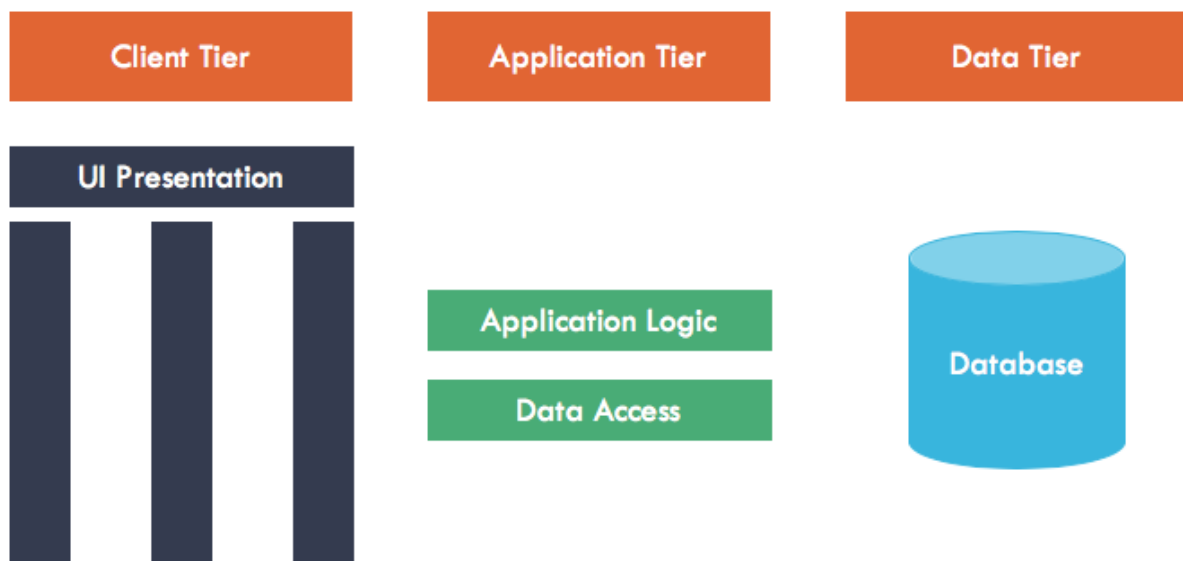 Client Tier
Application Tier
Data Tier
UI Presentation
Application Logic
Data Access
Database